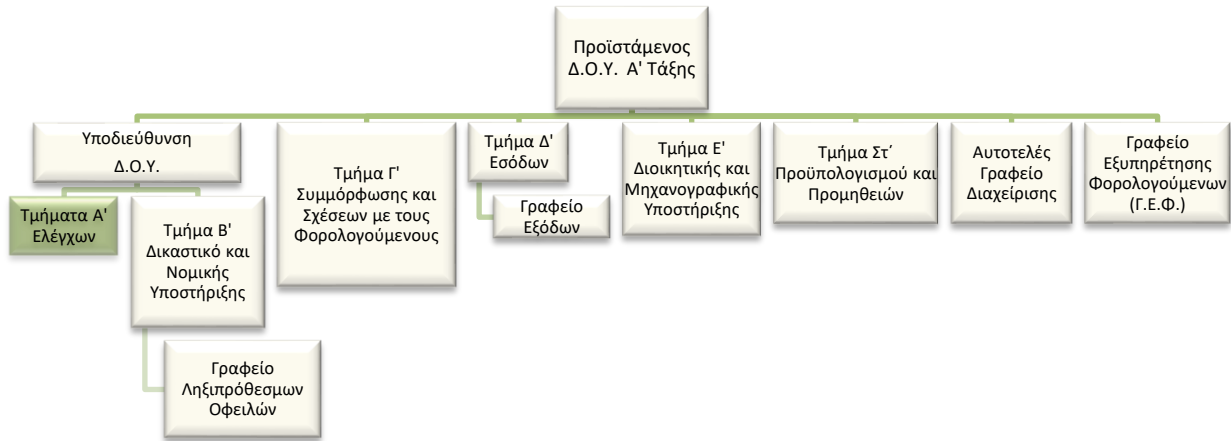 Προϊστάμενος
Δ.Ο.Υ. Α' Τάξης
Υποδιεύθυνση
Δ.Ο.Υ.
Τμήματα Α'
Ελέγχων
Τμήμα Β'
Δικαστικό και
Νομικής
Υποστήριξης
Γραφείο
Ληξιπρόθεσμων
Οφειλών
Τμήμα Γ'
Συμμόρφωσης και
Σχέσεων με τους
Φορολογούμενους
Τμήμα Δ'
Εσόδων
Γραφείο
Εξόδων
Τμήμα Ε'
Διοικητικής και
Μηχανογραφικής
Υποστήριξης
Τμήμα Στ΄
Προϋπολογισμού και
Προμηθειών
Αυτοτελές
Γραφείο
Διαχείρισης
Γραφείο
Εξυπηρέτησης
Φορολογούμενων
(Γ.Ε.Φ.)